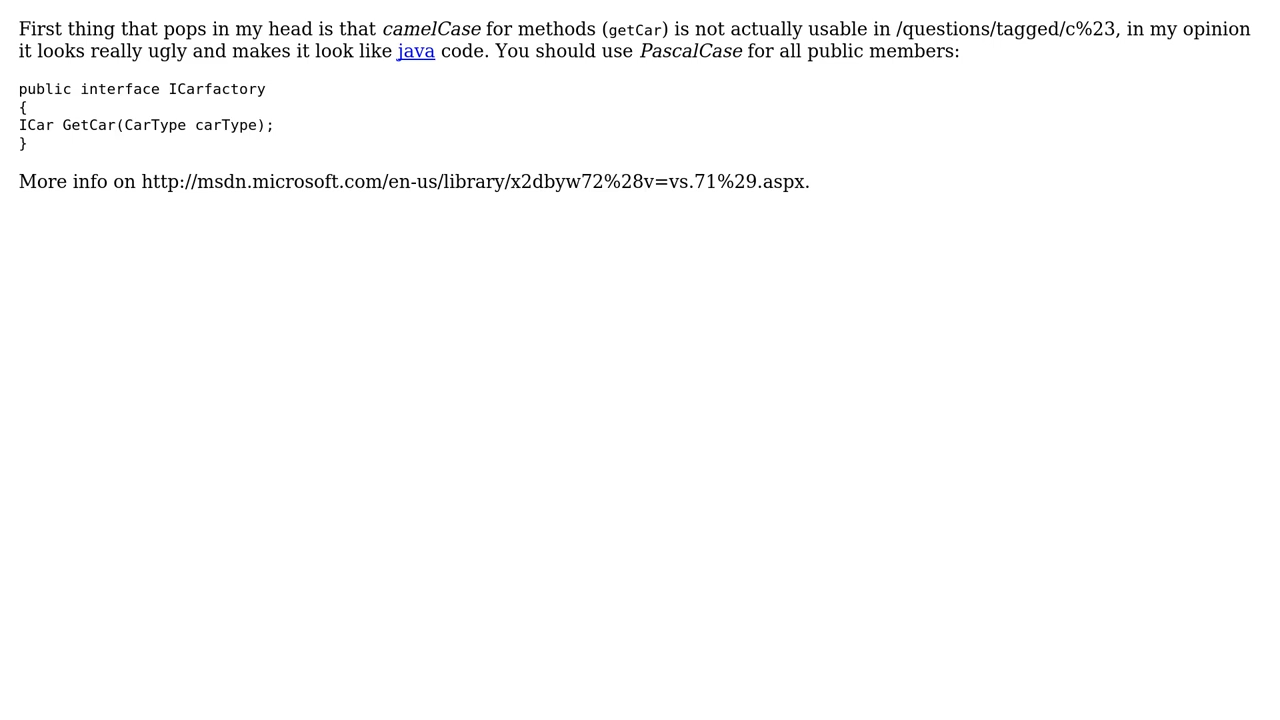 First thing that pops in my head is that camelCase for methods (getCar) is not actually usable in /questions/tagged/c%23, in my opinion
it looks really ugly and makes it look like java code. You should use PascalCase for all public members:
public interface ICarfactory
{
ICar GetCar(CarType carType);
}
More info on http://msdn.microsoft.com/en-us/library/x2dbyw72%28v=vs.71%29.aspx.